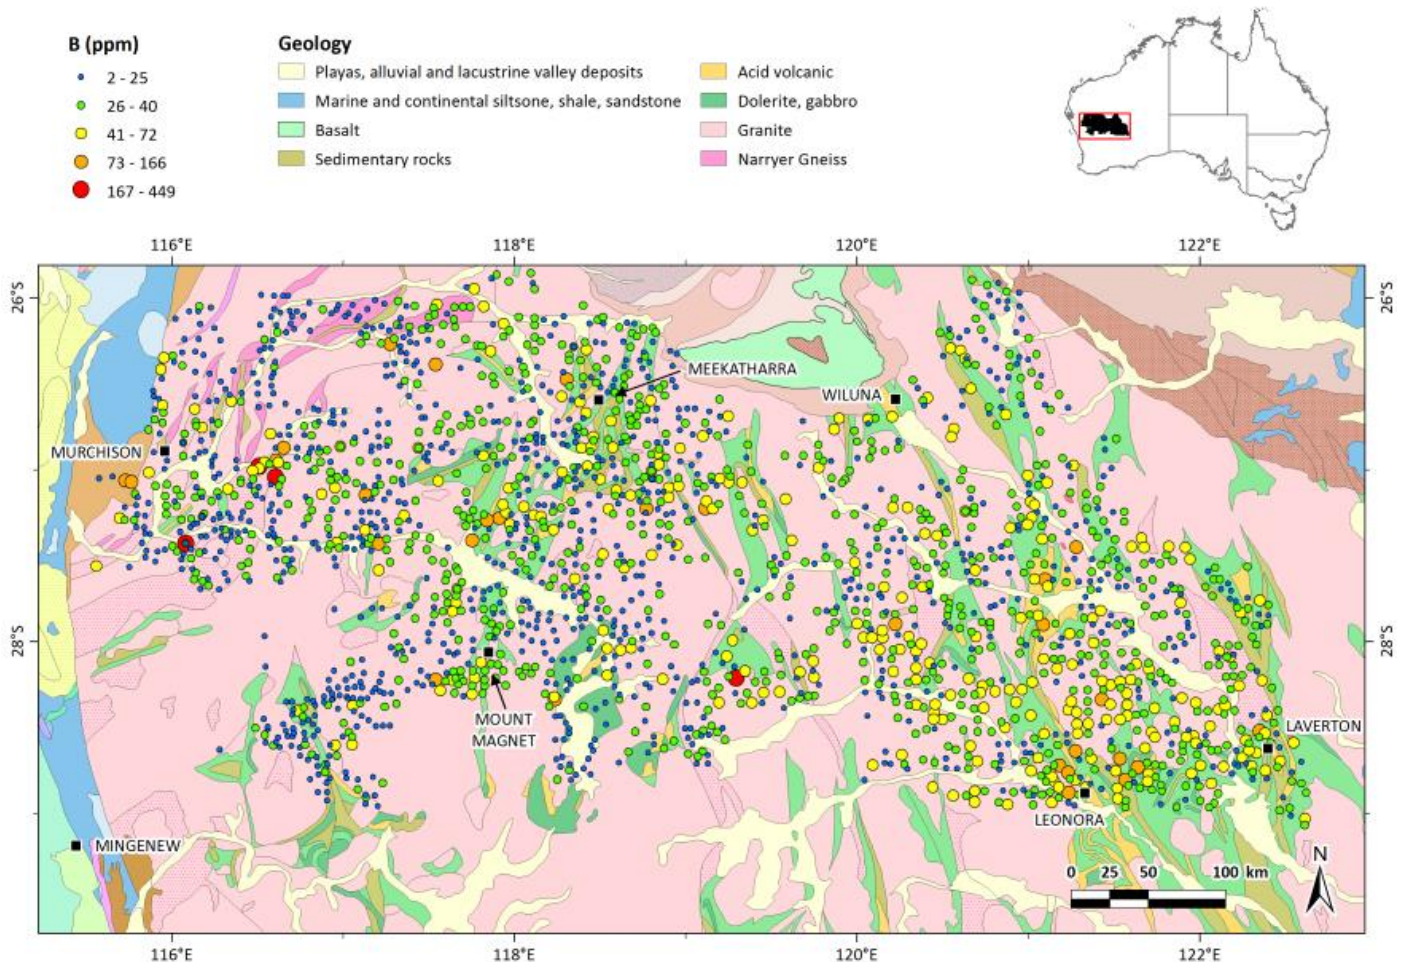 B (ppm)
2 - 25
26 - 40
41 - 72
73 - 166
167 - 449
Geology
Playas, alluvial and lacustrine valley deposits
Marine and continental siltsone, shale, sandstone
Basalt
Sedimentary rocks
Acid volcanic
Dolerite, gabbro
Granite
Narryer Gneiss
116°E 118°E 120°E 122°E
26°S 26°S
MEEKATHARRA
WILUNA
MURCHISON
28°S 28°S
MOUNT
MAGNET
LAVERTON
LEONORA
MINGENEW
N
0 25 50 100 km
116°E 118°E 120°E 122°E